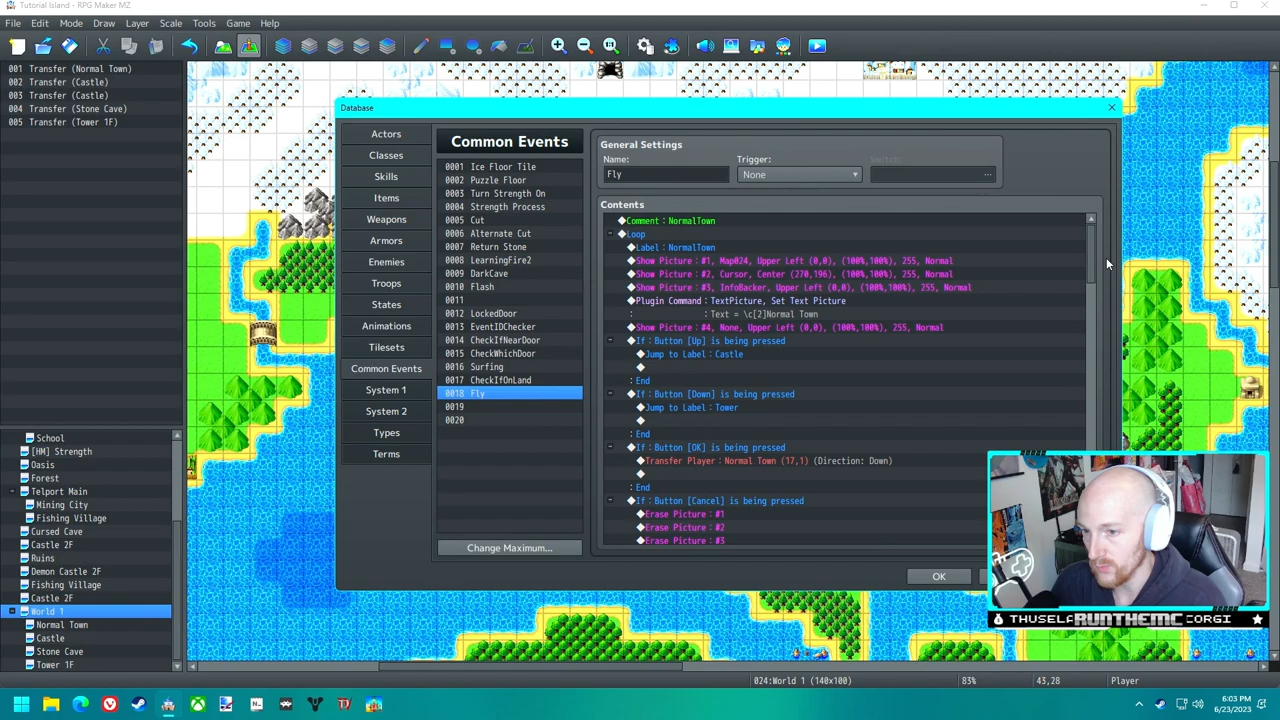 Tutorial Island - RPG Maker MZ
File Edit Mode Draw Layer Scale Tools Game Help
001 Transfer (Normal Town)
002 Transfer (Castle)
003 Transfer (Castle)
004 Transfer (Stone Cave)
005 Transfer (Tower 1F)
School
[HM] Strength
Oasis
Forest
Telport Main
Mining City
Fishing Village
Cursed Cave
Castle 2F
Ruins
Demon Castle 2F
Fishing Village
Castle 2F
World 1
Normal Town
Castle
Stone Cave
Tower 1F
Database
Actors
Classes
Skills
Items
Weapons
Armors
Enemies
Troops
States
Animations
Tilesets
Common Events
System 1
System 2
Types
Terms
Common Events
0001 Ice Floor Tile
0002 Puzzle Floor
0003 Turn Strength On
0004 Strength Process
0005 Cut
0006 Alternate Cut
0007 Return Stone
0008 LearningFire2
0009 DarkCave
0010 Flash
0011
0012 LockedDoor
0013 EventIDChecker
0014 CheckIfNearDoor
0015 CheckWhichDoor
0016 Surfing
0017 CheckIfOnLand
0018 Fly
0019
0020
Change Maximum...
General Settings
Name: Trigger: Switch:
Fly None ...
Contents
◆Comment：NormalTown
◆Loop
◆Label：NormalTown
◆Show Picture：#1, Map024, Upper Left (0,0), (100%,100%), 255, Normal
◆Show Picture：#2, Cursor, Center (270,196), (100%,100%), 255, Normal
◆Show Picture：#3, InfoBacker, Upper Left (0,0), (100%,100%), 255, Normal
◆Plugin Command：TextPicture, Set Text Picture
：　：Text = \c[2]Normal Town
◆Show Picture：#4, None, Upper Left (0,0), (100%,100%), 255, Normal
◆If：Button [Up] is being pressed
◆Jump to Label：Castle
◆
：End
◆If：Button [Down] is being pressed
◆Jump to Label：Tower
◆
：End
◆If：Button [OK] is being pressed
◆Transfer Player：Normal Town (17,1) (Direction: Down)
◆
：End
◆If：Button [Cancel] is being pressed
◆Erase Picture：#1
◆Erase Picture：#2
◆Erase Picture：#3
OK
RUNTHEMC
CORGI
024:World 1 (140x100) 83% 43,28 Player
6:03 PM
6/23/2023